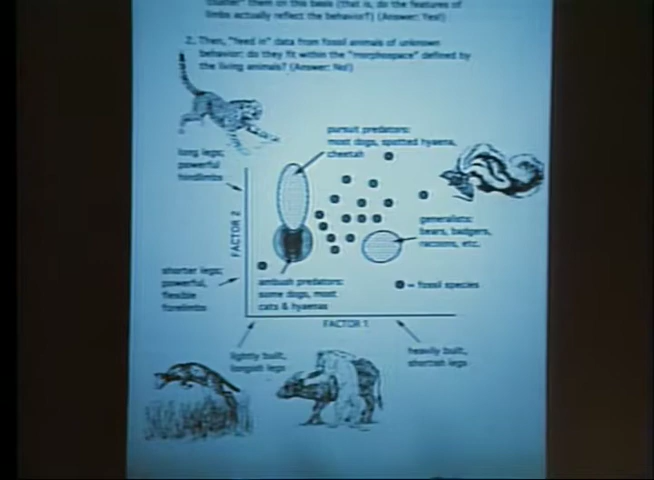 cluster" them on this basis (that is, do the features of
limbs actually reflect the behavior?) (Answer: Yes!)
2. Then, "feed in" data from fossil animals of unknown
behavior; do they fit within the "morphospace" defined by
the living animals? (Answer: No!)
pursuit predators:
most dogs, spotted hyaena,
cheetah
long legs;
powerful
forelimbs
FACTOR 2
generalists:
bears, badgers,
racoons, etc.
shorter legs;
powerful,
flexible
forelimbs
ambush predators:
some dogs, most
cats & hyaenas
= fossil species
FACTOR 1
lightly built,
longish legs
heavily built,
shortish legs